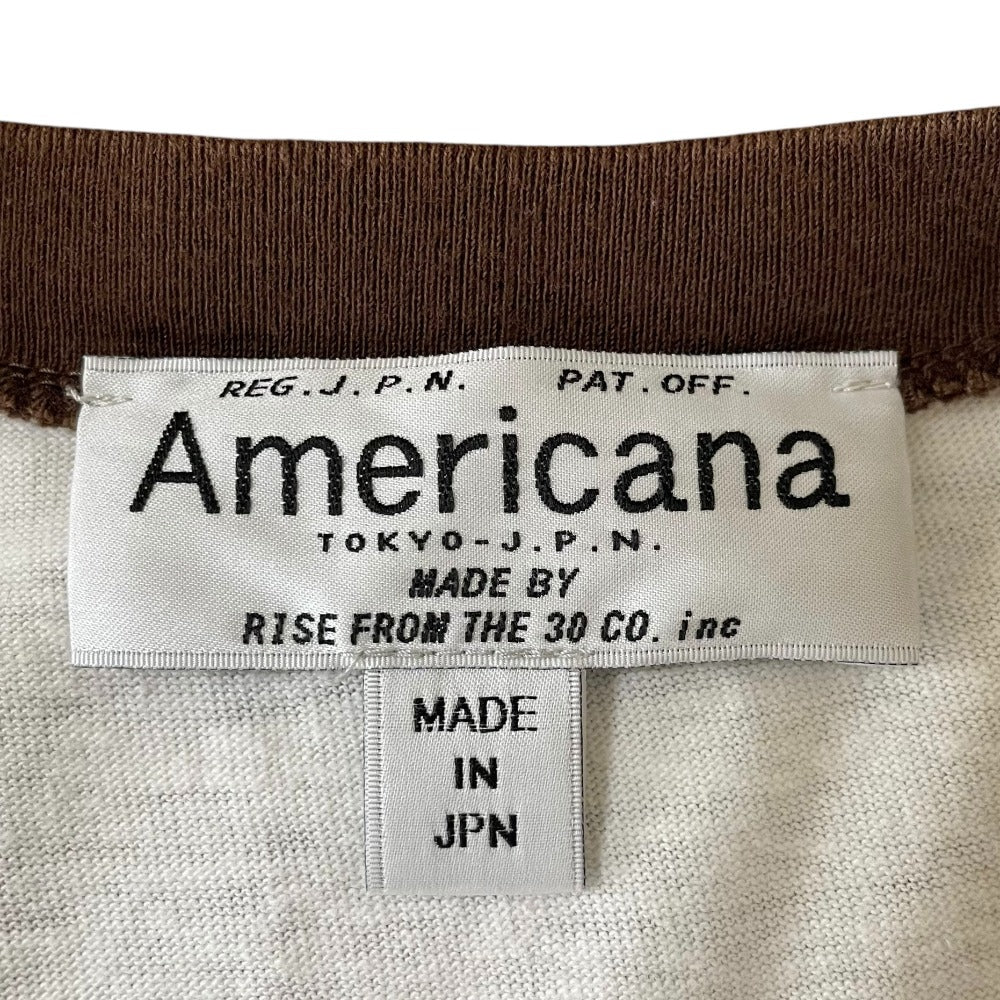 REG.J.P.N. PAT.OFF.
Americana
TOKYO-J.P.N.
MADE BY
RISE FROM THE 30 CO. inc
MADE
IN
JPN